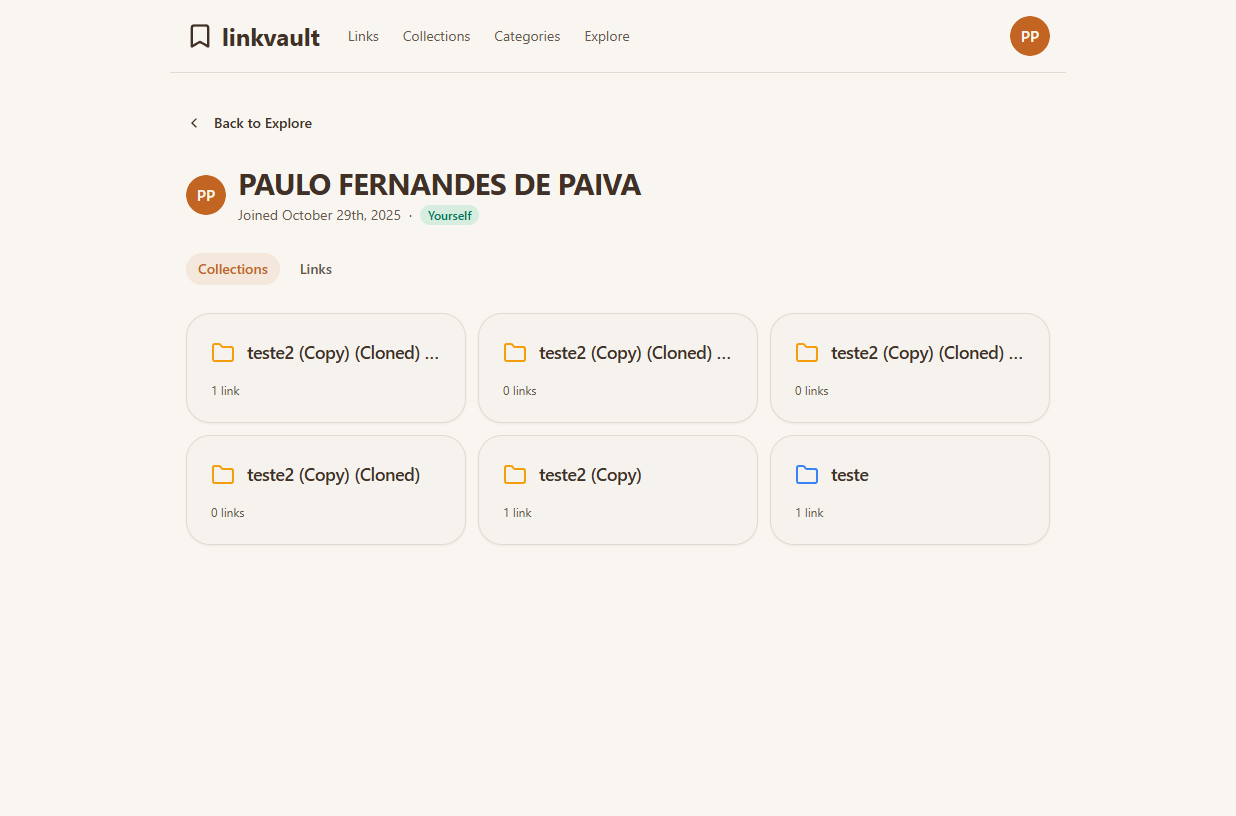 linkvault Links Collections Categories Explore PP
Back to Explore
PP PAULO FERNANDES DE PAIVA
Joined October 29th, 2025 · Yourself
Collections Links
teste2 (Copy) (Cloned) ... teste2 (Copy) (Cloned) ... teste2 (Copy) (Cloned) ...
1 link 0 links 0 links
teste2 (Copy) (Cloned) teste2 (Copy) teste
0 links 1 link 1 link